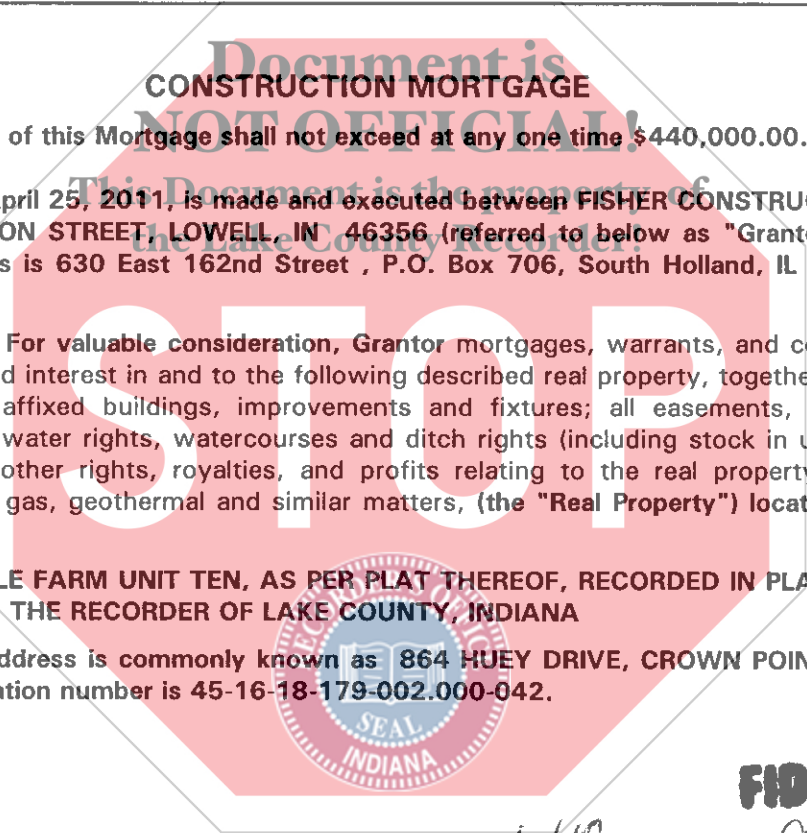 Document is
CONSTRUCTION MORTGAGE
NOT OFFICIAL!
of this Mortgage shall not exceed at any one time $440,000.00.
This Document is the property of
pril 25, 2011, is made and executed between FISHER CONSTRU
the Lake County Recorder!
ON STREET, LOWELL, IN 46356 (referred to below as "Grant
s is 630 East 162nd Street , P.O. Box 706, South Holland, IL
STOP
For valuable consideration, Grantor mortgages, warrants, and c
d interest in and to the following described real property, togethe
affixed buildings, improvements and fixtures; all easements,
water rights, watercourses and ditch rights (including stock in u
other rights, royalties, and profits relating to the real property
gas, geothermal and similar matters, (the "Real Property") locat
LE FARM UNIT TEN, AS PER PLAT THEREOF, RECORDED IN PLA
THE RECORDER OF LAKE COUNTY, INDIANA
ddress is commonly known as 864 HUEY DRIVE, CROWN POIN
ation number is 45-16-18-179-002.000-042.
SEAL
INDIANA
FID